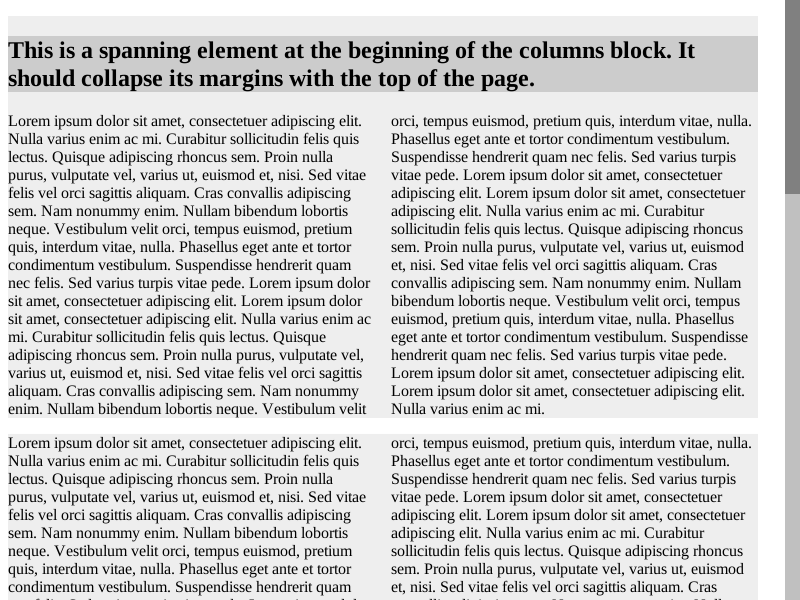 This is a spanning element at the beginning of the columns block. It
should collapse its margins with the top of the page.
Lorem ipsum dolor sit amet, consectetuer adipiscing elit.
Nulla varius enim ac mi. Curabitur sollicitudin felis quis
lectus. Quisque adipiscing rhoncus sem. Proin nulla
purus, vulputate vel, varius ut, euismod et, nisi. Sed vitae
felis vel orci sagittis aliquam. Cras convallis adipiscing
sem. Nam nonummy enim. Nullam bibendum lobortis
neque. Vestibulum velit orci, tempus euismod, pretium
quis, interdum vitae, nulla. Phasellus eget ante et tortor
condimentum vestibulum. Suspendisse hendrerit quam
nec felis. Sed varius turpis vitae pede. Lorem ipsum dolor
sit amet, consectetuer adipiscing elit. Lorem ipsum dolor
sit amet, consectetuer adipiscing elit. Nulla varius enim ac
mi. Curabitur sollicitudin felis quis lectus. Quisque
adipiscing rhoncus sem. Proin nulla purus, vulputate vel,
varius ut, euismod et, nisi. Sed vitae felis vel orci sagittis
aliquam. Cras convallis adipiscing sem. Nam nonummy
enim. Nullam bibendum lobortis neque. Vestibulum velit
orci, tempus euismod, pretium quis, interdum vitae, nulla.
Phasellus eget ante et tortor condimentum vestibulum.
Suspendisse hendrerit quam nec felis. Sed varius turpis
vitae pede. Lorem ipsum dolor sit amet, consectetuer
adipiscing elit. Lorem ipsum dolor sit amet, consectetuer
adipiscing elit. Nulla varius enim ac mi. Curabitur
sollicitudin felis quis lectus. Quisque adipiscing rhoncus
sem. Proin nulla purus, vulputate vel, varius ut, euismod
et, nisi. Sed vitae felis vel orci sagittis aliquam. Cras
convallis adipiscing sem. Nam nonummy enim. Nullam
bibendum lobortis neque. Vestibulum velit orci, tempus
euismod, pretium quis, interdum vitae, nulla. Phasellus
eget ante et tortor condimentum vestibulum. Suspendisse
hendrerit quam nec felis. Sed varius turpis vitae pede.
Lorem ipsum dolor sit amet, consectetuer adipiscing elit.
Lorem ipsum dolor sit amet, consectetuer adipiscing elit.
Nulla varius enim ac mi.
Lorem ipsum dolor sit amet, consectetuer adipiscing elit.
Nulla varius enim ac mi. Curabitur sollicitudin felis quis
lectus. Quisque adipiscing rhoncus sem. Proin nulla
purus, vulputate vel, varius ut, euismod et, nisi. Sed vitae
felis vel orci sagittis aliquam. Cras convallis adipiscing
sem. Nam nonummy enim. Nullam bibendum lobortis
neque. Vestibulum velit orci, tempus euismod, pretium
quis, interdum vitae, nulla. Phasellus eget ante et tortor
condimentum vestibulum. Suspendisse hendrerit quam
orci, tempus euismod, pretium quis, interdum vitae, nulla.
Phasellus eget ante et tortor condimentum vestibulum.
Suspendisse hendrerit quam nec felis. Sed varius turpis
vitae pede. Lorem ipsum dolor sit amet, consectetuer
adipiscing elit. Lorem ipsum dolor sit amet, consectetuer
adipiscing elit. Nulla varius enim ac mi. Curabitur
sollicitudin felis quis lectus. Quisque adipiscing rhoncus
sem. Proin nulla purus, vulputate vel, varius ut, euismod
et, nisi. Sed vitae felis vel orci sagittis aliquam. Cras